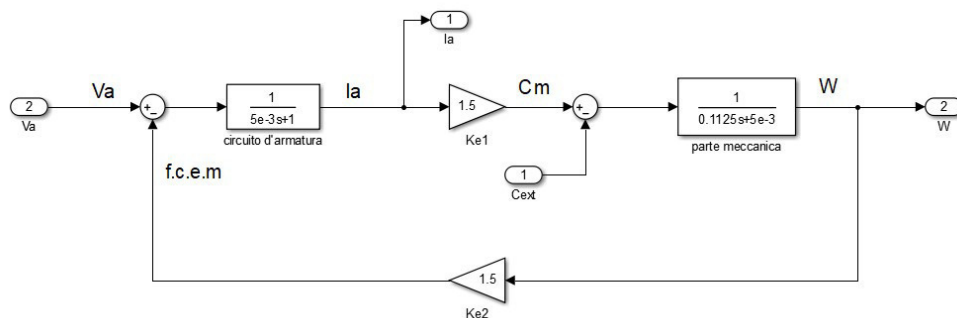 1
Ia
Va
Ia
Cm
W
2
Va
+
−
1
5e-3s+1
circuito d'armatura
1.5
Ke1
+
−
1
0.1125s+5e-3
parte meccanica
2
W
f.c.e.m
1
Cext
1.5
Ke2